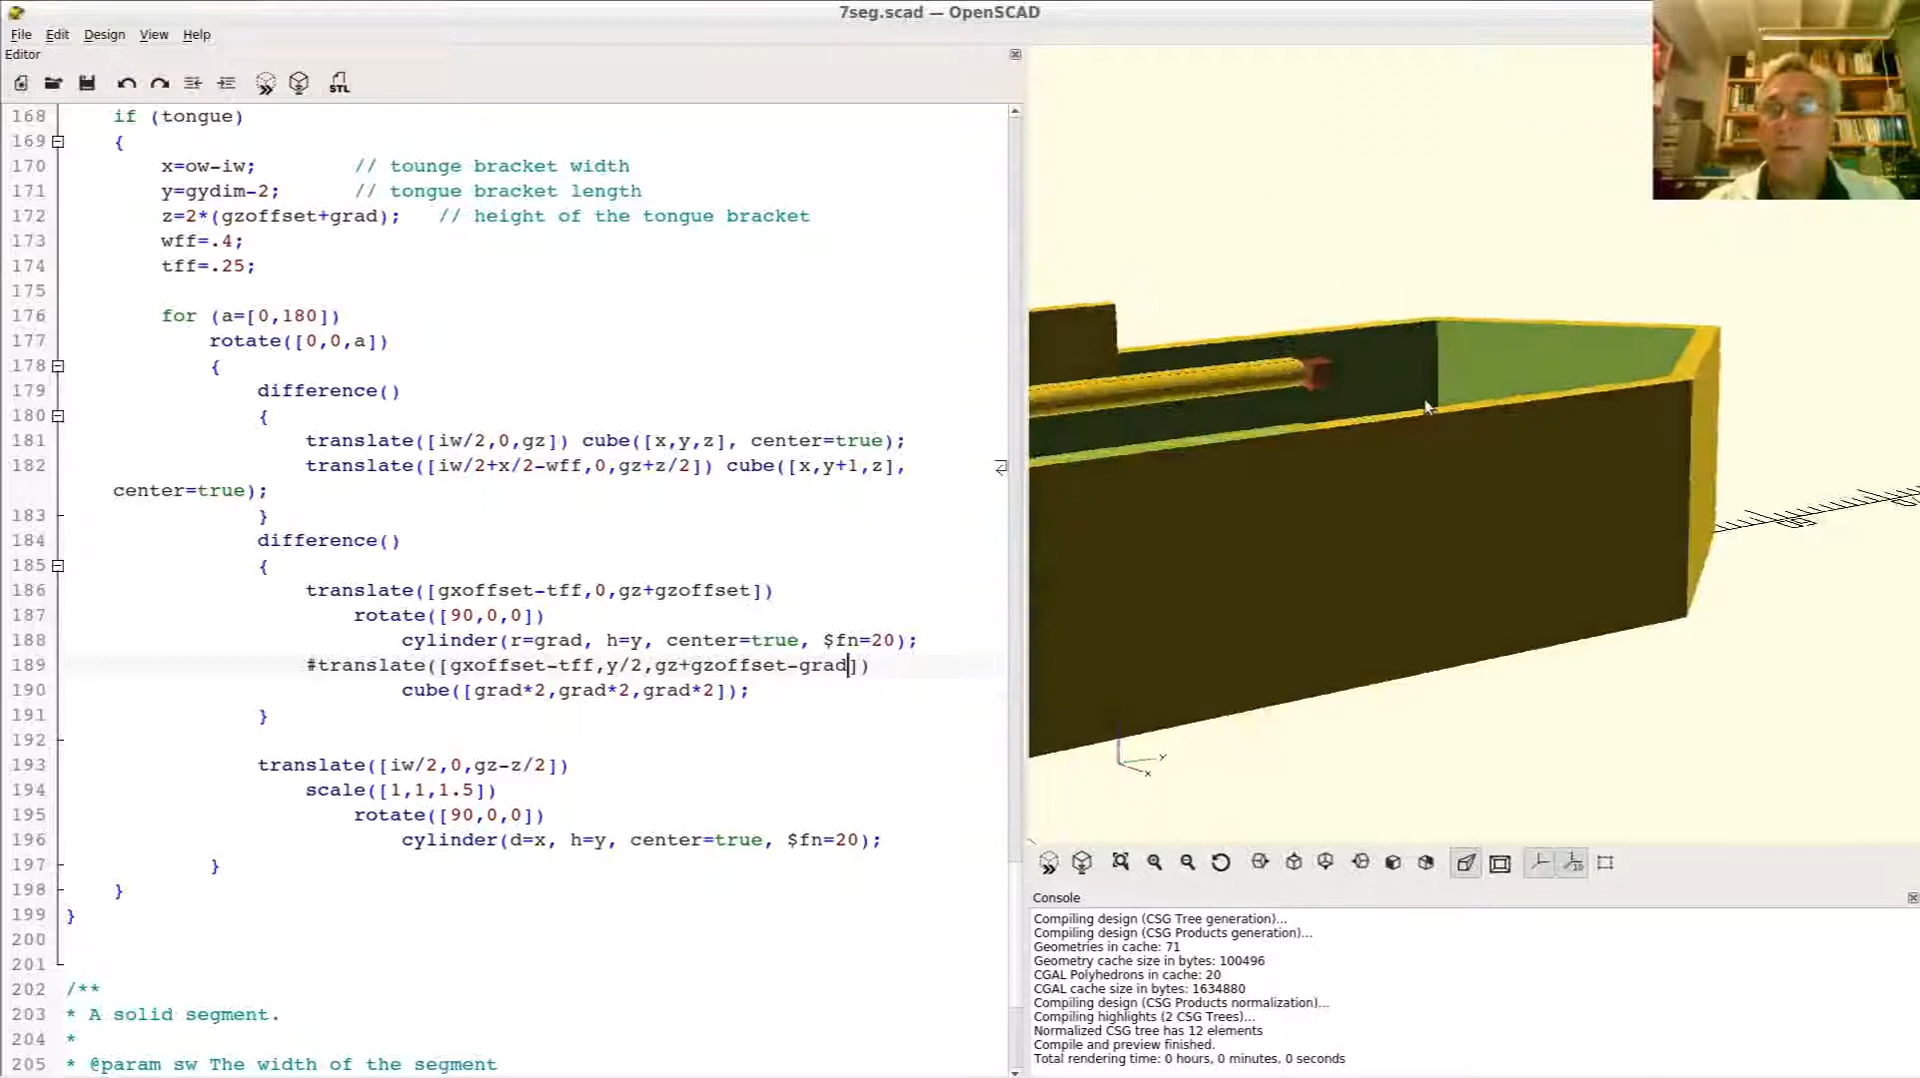 7seg.scad — OpenSCAD
File Edit Design View Help
Editor
STL
168 if (tongue)
169 {
170 x=ow-iw; // tounge bracket width
171 y=gydim-2; // tongue bracket length
172 z=2*(gzoffset+grad); // height of the tongue bracket
173 wff=.4;
174 tff=.25;
175
176 for (a=[0,180])
177 rotate([0,0,a])
178 {
179 difference()
180 {
181 translate([iw/2,0,gz]) cube([x,y,z], center=true);
182 translate([iw/2+x/2-wff,0,gz+z/2]) cube([x,y+1,z],
center=true);
183 }
184 difference()
185 {
186 translate([gxoffset-tff,0,gz+gzoffset])
187 rotate([90,0,0])
188 cylinder(r=grad, h=y, center=true, $fn=20);
189 #translate([gxoffset-tff,y/2,gz+gzoffset-grad])
190 cube([grad*2,grad*2,grad*2]);
191 }
192
193 translate([iw/2,0,gz-z/2])
194 scale([1,1,1.5])
195 rotate([90,0,0])
196 cylinder(d=x, h=y, center=true, $fn=20);
197 }
198 }
199 }
200
201
202 /**
203 * A solid segment.
204 *
205 * @param sw The width of the segment
Y
X
Console
Compiling design (CSG Tree generation)...
Compiling design (CSG Products generation)...
Geometries in cache: 71
Geometry cache size in bytes: 100496
CGAL Polyhedrons in cache: 20
CGAL cache size in bytes: 1634880
Compiling design (CSG Products normalization)...
Compiling highlights (2 CSG Trees)...
Normalized CSG tree has 12 elements
Compile and preview finished.
Total rendering time: 0 hours, 0 minutes, 0 seconds